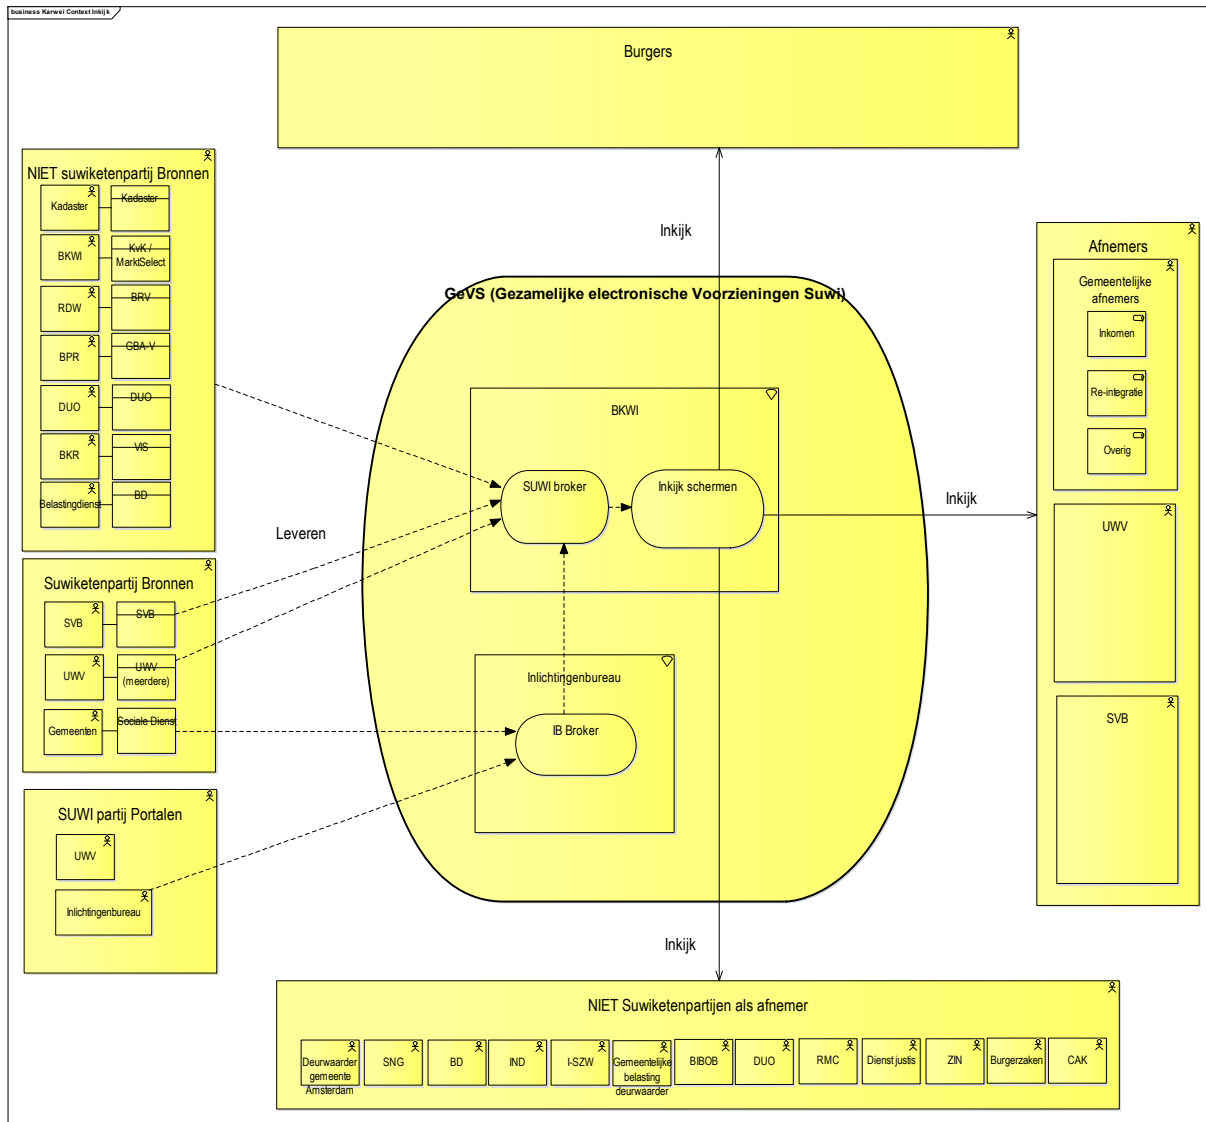 business Karwei Context Inkijk
Burgers
NIET suwiketenpartij Bronnen
Kadaster
Kadaster
BKWI
KvK /
MarktSelect
RDW
BRV
BPR
GBA-V
DUO
DUO
BKR
VIS
Belastingdienst
BD
Suwiketenpartij Bronnen
SVB
SVB
UWV
UWV
(meerdere)
Gemeenten
Sociale Dienst
SUWI partij Portalen
UWV
Inlichtingenbureau
Leveren
Inkijk
GeVS (Gezamelijke electronische Voorzieningen Suwi)
BKWI
SUWI broker
Inkijk schermen
Inlichtingenbureau
IB Broker
Inkijk
Inkijk
Afnemers
Gemeentelijke
afnemers
Inkomen
Re-integratie
Overig
UWV
SVB
NIET Suwiketenpartijen als afnemer
Deurwaarder
gemeente
Amsterdam
SNG
BD
IND
I-SZW
Gemeentelijke
belasting
deurwaarder
BIBOB
DUO
RMC
Dienst justis
ZIN
Burgerzaken
CAK